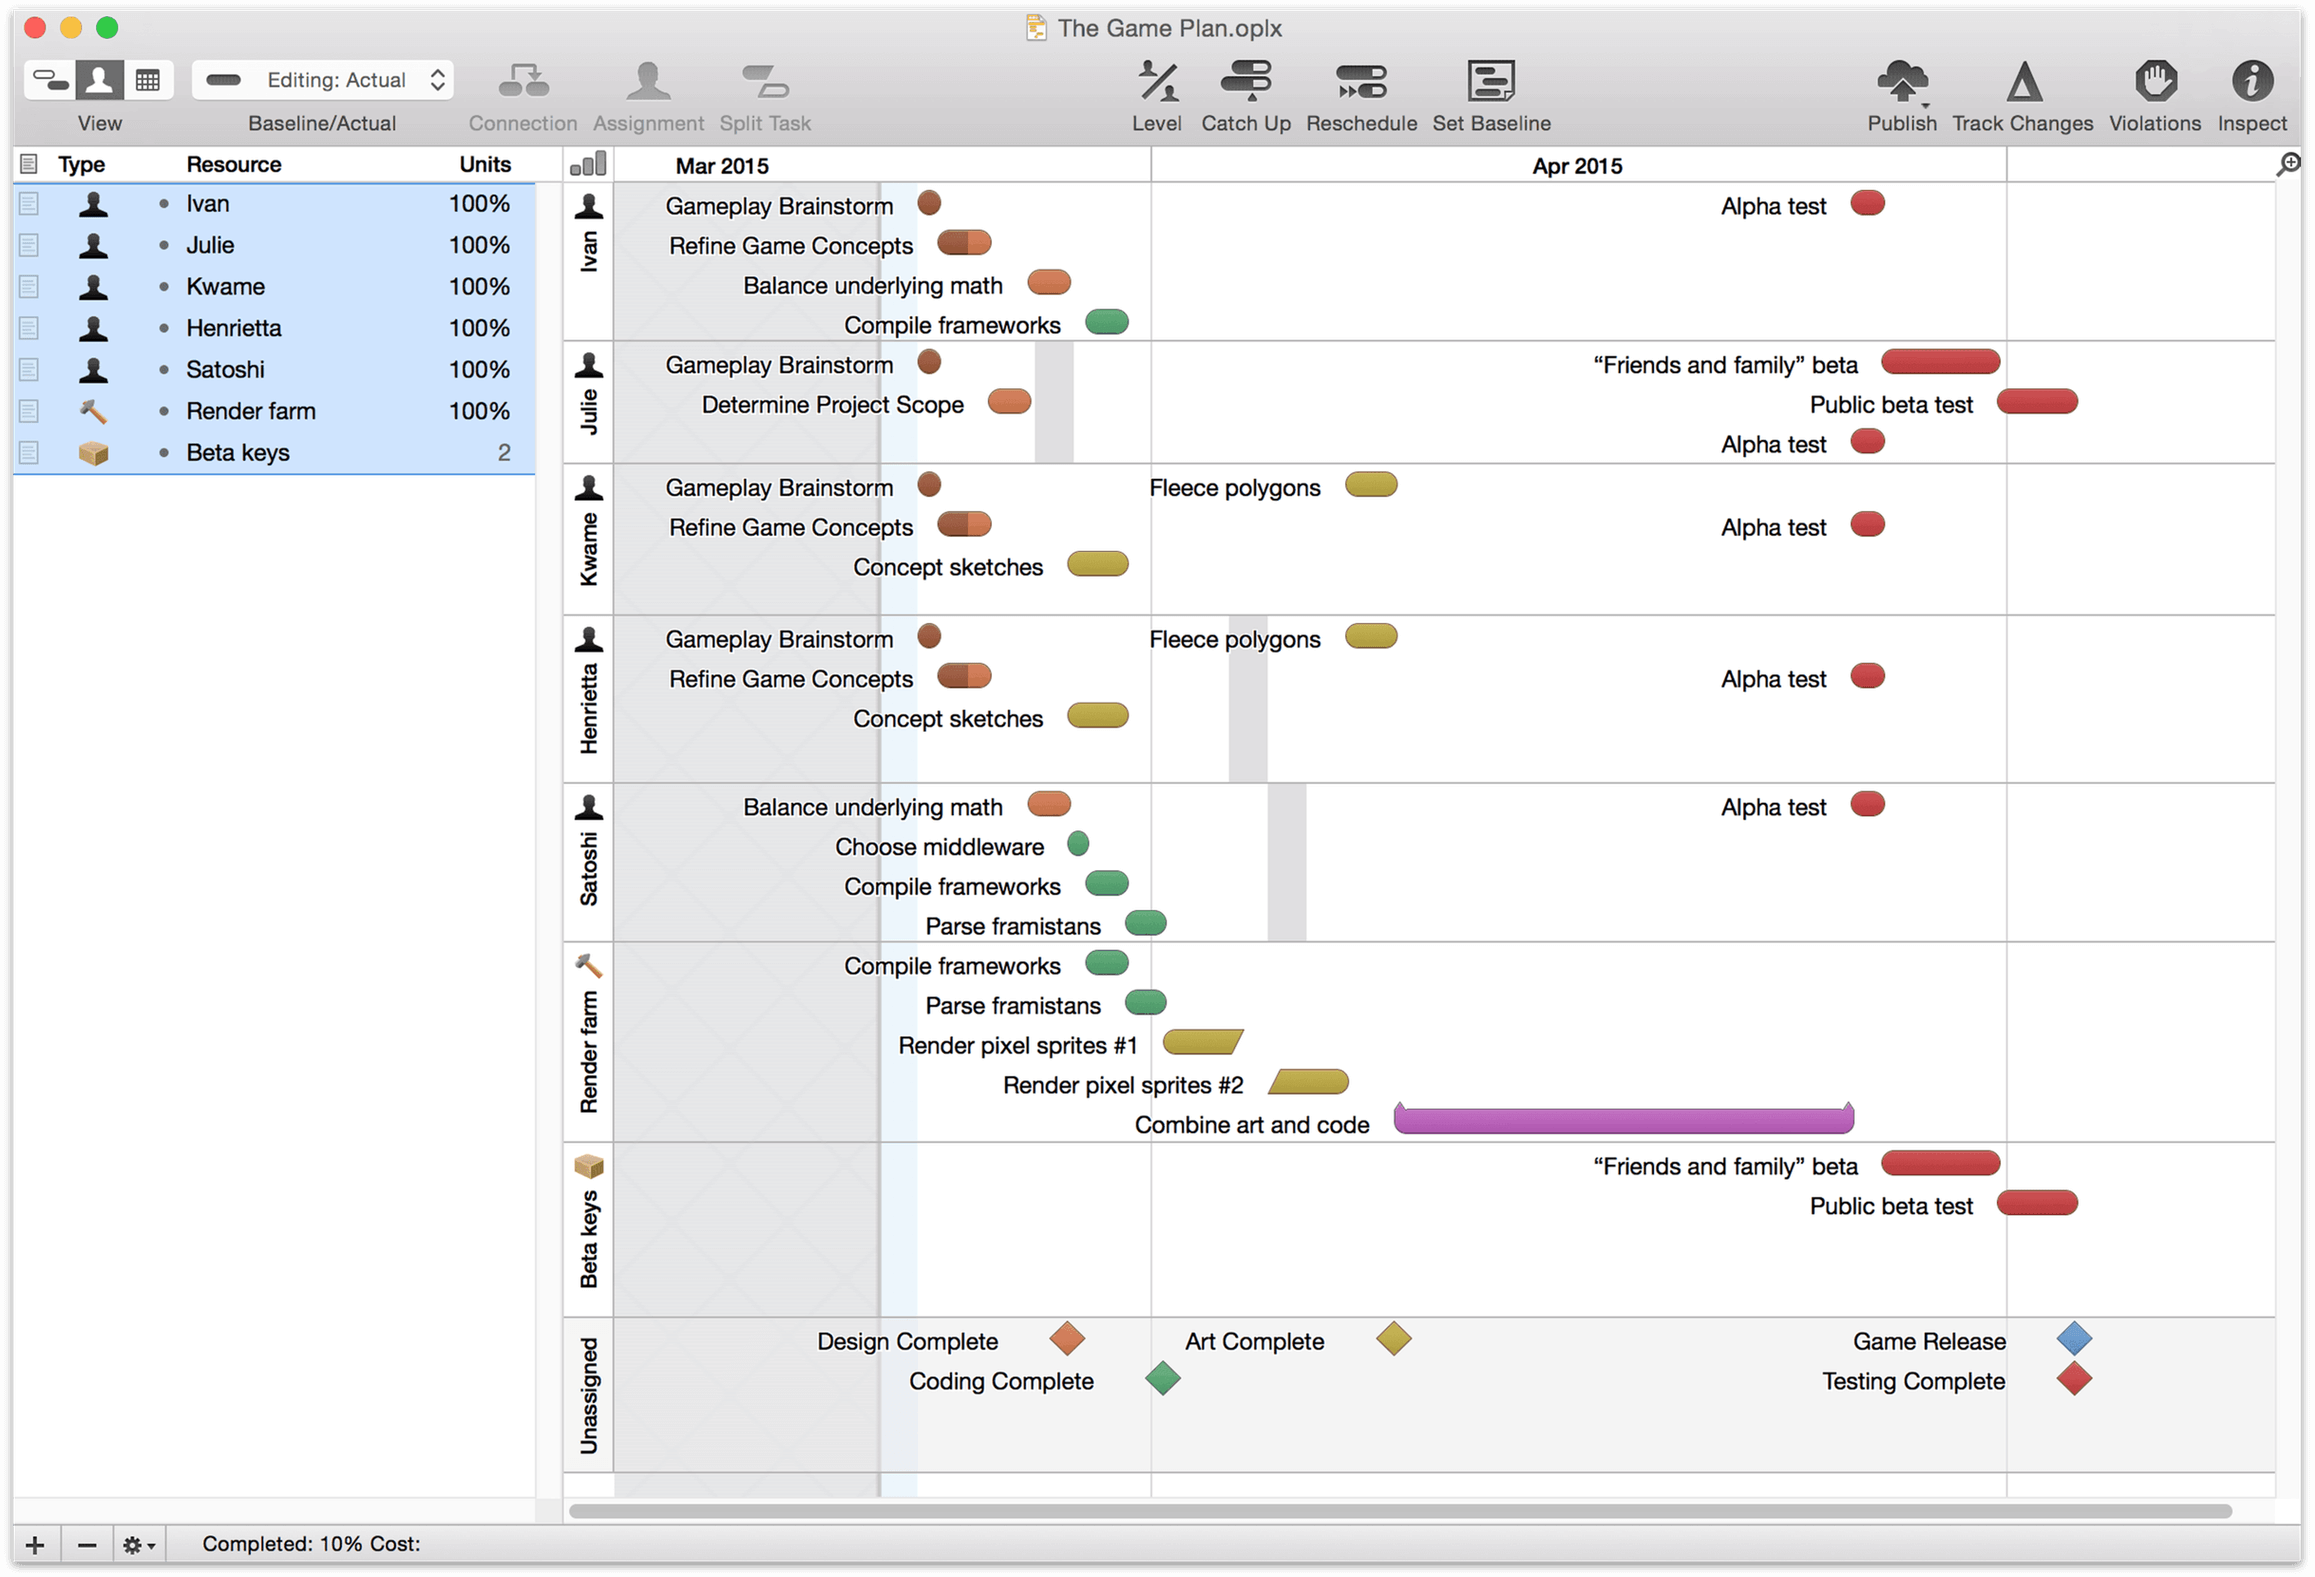 The Game Plan.oplx
Editing: Actual
View
Baseline/Actual
Connection
Assignment
Split Task
Level
Catch Up
Reschedule
Set Baseline
Publish
Track Changes
Violations
Inspect
Type Resource Units
Ivan 100%
Julie 100%
Kwame 100%
Henrietta 100%
Satoshi 100%
Render farm 100%
Beta keys 2
Mar 2015
Apr 2015
Ivan
Gameplay Brainstorm
Alpha test
Refine Game Concepts
Balance underlying math
Compile frameworks
Julie
Gameplay Brainstorm
“Friends and family” beta
Determine Project Scope
Public beta test
Alpha test
Kwame
Gameplay Brainstorm
Fleece polygons
Refine Game Concepts
Alpha test
Concept sketches
Henrietta
Gameplay Brainstorm
Fleece polygons
Refine Game Concepts
Alpha test
Concept sketches
Satoshi
Balance underlying math
Alpha test
Choose middleware
Compile frameworks
Parse framistans
Render farm
Compile frameworks
Parse framistans
Render pixel sprites #1
Render pixel sprites #2
Combine art and code
Beta keys
“Friends and family” beta
Public beta test
Unassigned
Design Complete
Art Complete
Game Release
Coding Complete
Testing Complete
Completed: 10% Cost: